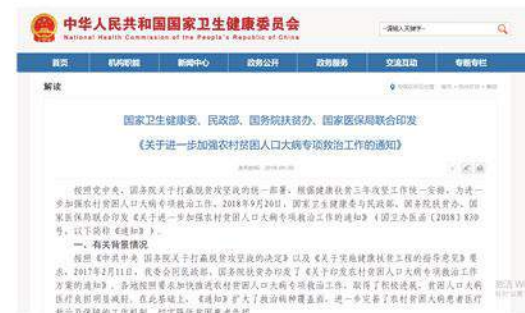 中华人民共和国国家卫生健康委员会
National Health Commission of the People's Republic of China
首页 机构职能 新闻中心 政务公开 政务服务 交流互动 专题专栏
解读
国家卫生健康委、民政部、国务院扶贫办、国家医保局联合印发
《关于进一步加强农村贫困人口大病专项救治工作的通知》
按照党中央、国务院关于打赢脱贫攻坚战的统一部署，根据健康扶贫三年攻坚工作统一安排，为进一
步加强农村贫困人口大病专项救治工作，2018年9月20日，国家卫生健康委与民政部、国务院扶贫办、国
家医保局联合印发《关于进一步加强农村贫困人口大病专项救治工作的通知》（国卫办医函〔2018〕830
号，以下简称《通知》）。
一、有关背景情况
按照《中共中央 国务院关于打赢脱贫攻坚战的决定》以及《关于实施健康扶贫工程的指导意见》要
求，2017年2月11日，我委会同民政部、国务院扶贫办印发了《关于印发农村贫困人口大病专项救治工作
方案的通知》，各地按照要求加快推进农村贫困人口大病专项救治工作，取得了积极进展，贫困人口大病
医疗负担明显减轻。在此基础上，《通知》扩大了救治病种覆盖面，进一步完善了农村贫困大病患者医疗